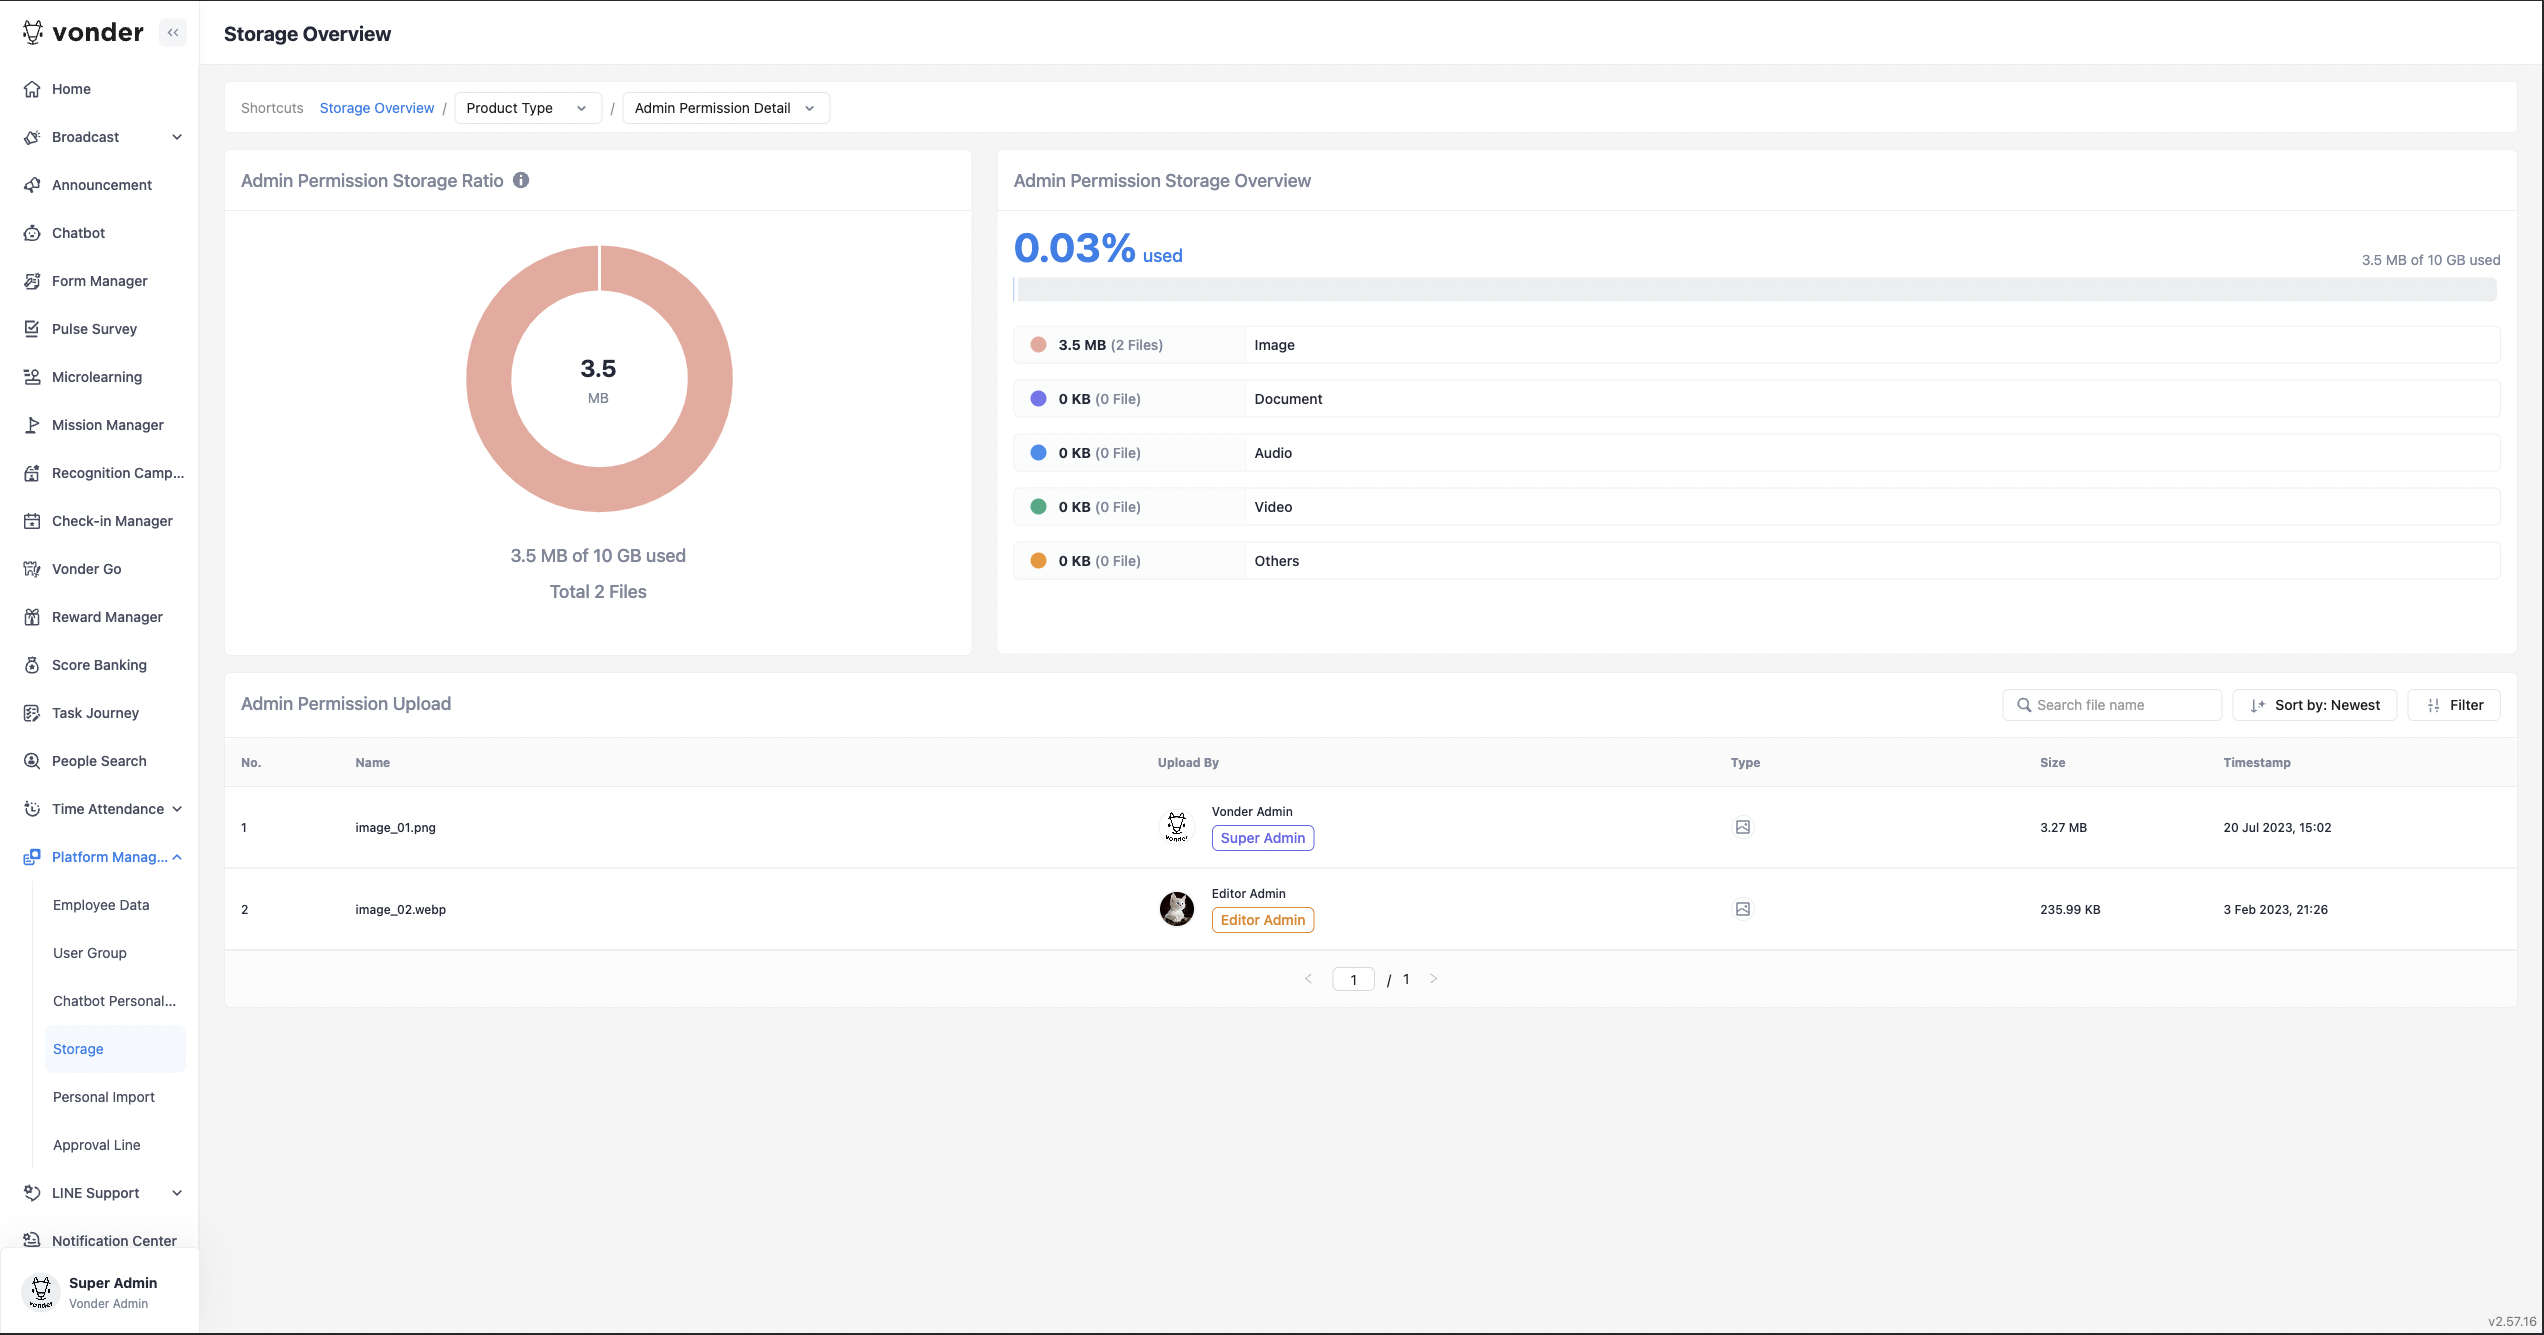 vonder
Storage Overview
Home
Broadcast
Announcement
Chatbot
Form Manager
Pulse Survey
Microlearning
Mission Manager
Recognition Camp...
Check-in Manager
Vonder Go
Reward Manager
Score Banking
Task Journey
People Search
Time Attendance
Platform Manag...
Employee Data
User Group
Chatbot Personal...
Storage
Personal Import
Approval Line
LINE Support
Notification Center
Super Admin
Vonder Admin
Shortcuts Storage Overview / Product Type / Admin Permission Detail
Admin Permission Storage Ratio
3.5
MB
3.5 MB of 10 GB used
Total 2 Files
Admin Permission Storage Overview
0.03% used
3.5 MB of 10 GB used
3.5 MB (2 Files) Image
0 KB (0 File) Document
0 KB (0 File) Audio
0 KB (0 File) Video
0 KB (0 File) Others
Admin Permission Upload
Search file name
Sort by: Newest
Filter
No. Name Upload By Type Size Timestamp
Vonder Admin
1 image_01.png Super Admin 3.27 MB 20 Jul 2023, 15:02
Editor Admin
2 image_02.webp Editor Admin 235.99 KB 3 Feb 2023, 21:26
< 1 / 1 >
v2.57.16